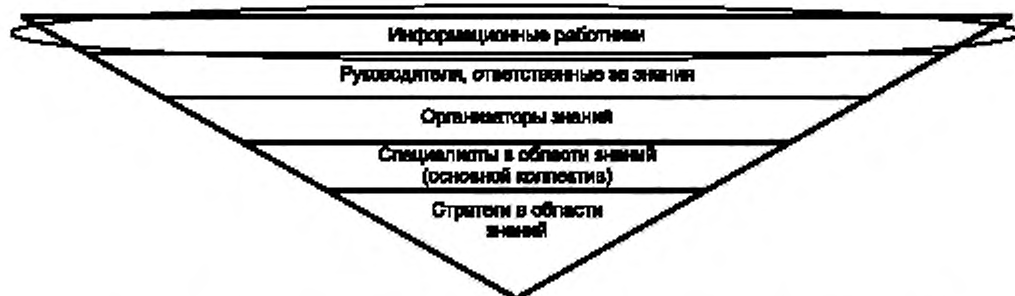 Информационные работники
Руководители, ответственные за знания
Организаторы знаний
Специалисты в области знаний
(основной коллектив)
Стратеги в области
знаний